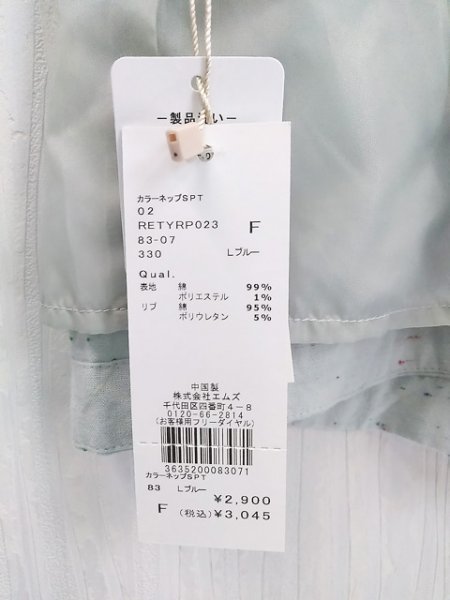 －製品洗い－
カラーネップSPT
02
RETYRP023 F
83-07
330 Lブルー
Qual.
表地 綿 99%
ポリエステル 1%
リブ 綿 95%
ポリウレタン 5%
中国製
株式会社エムズ
千代田区四番町4－8
0120-66-2814
(お客様用フリーダイヤル)
3635200083071
カラーネップSPT
83 Lブルー
¥2,900
F (税込)¥3,045